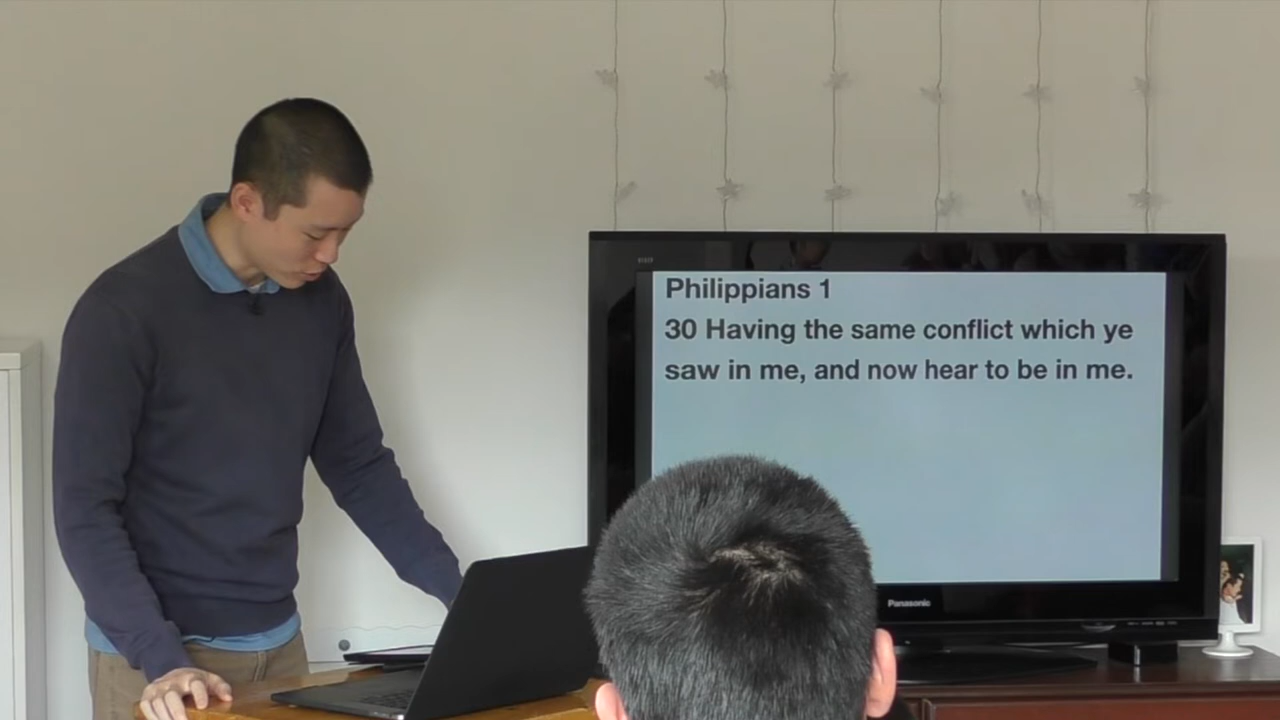 Philippians 1
30 Having the same conflict which ye
saw in me, and now hear to be in me.
Panasonic